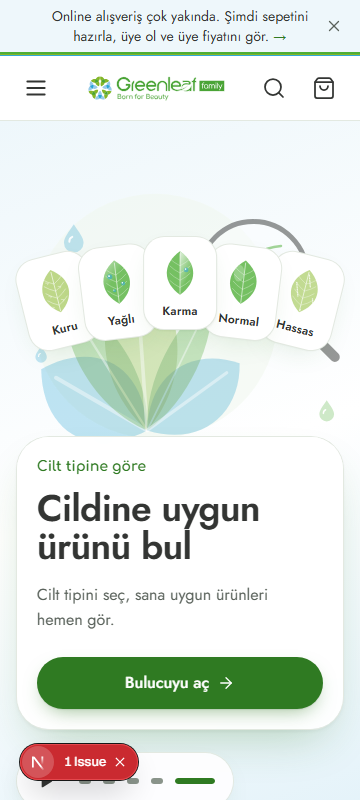 Online alışveriş çok yakında. Şimdi sepetini
hazırla, üye ol ve üye fiyatını gör. →
Greenleaf family
Born for Beauty
Kuru
Yağlı
Karma
Normal
Hassas
Cilt tipine göre
Cildine uygun
ürünü bul
Cilt tipini seç, sana uygun ürünleri
hemen gör.
Bulucuyu aç →
N 1 Issue